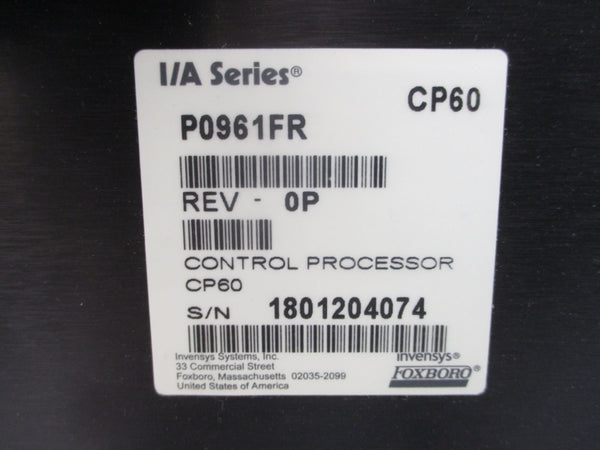 I/A Series®
CP60
P0961FR
REV - 0P
CONTROL PROCESSOR
CP60
S/N 1801204074
Invensys Systems, Inc.
33 Commercial Street
Foxboro, Massachusetts 02035-2099
United States of America
invensys®
FOXBORO®